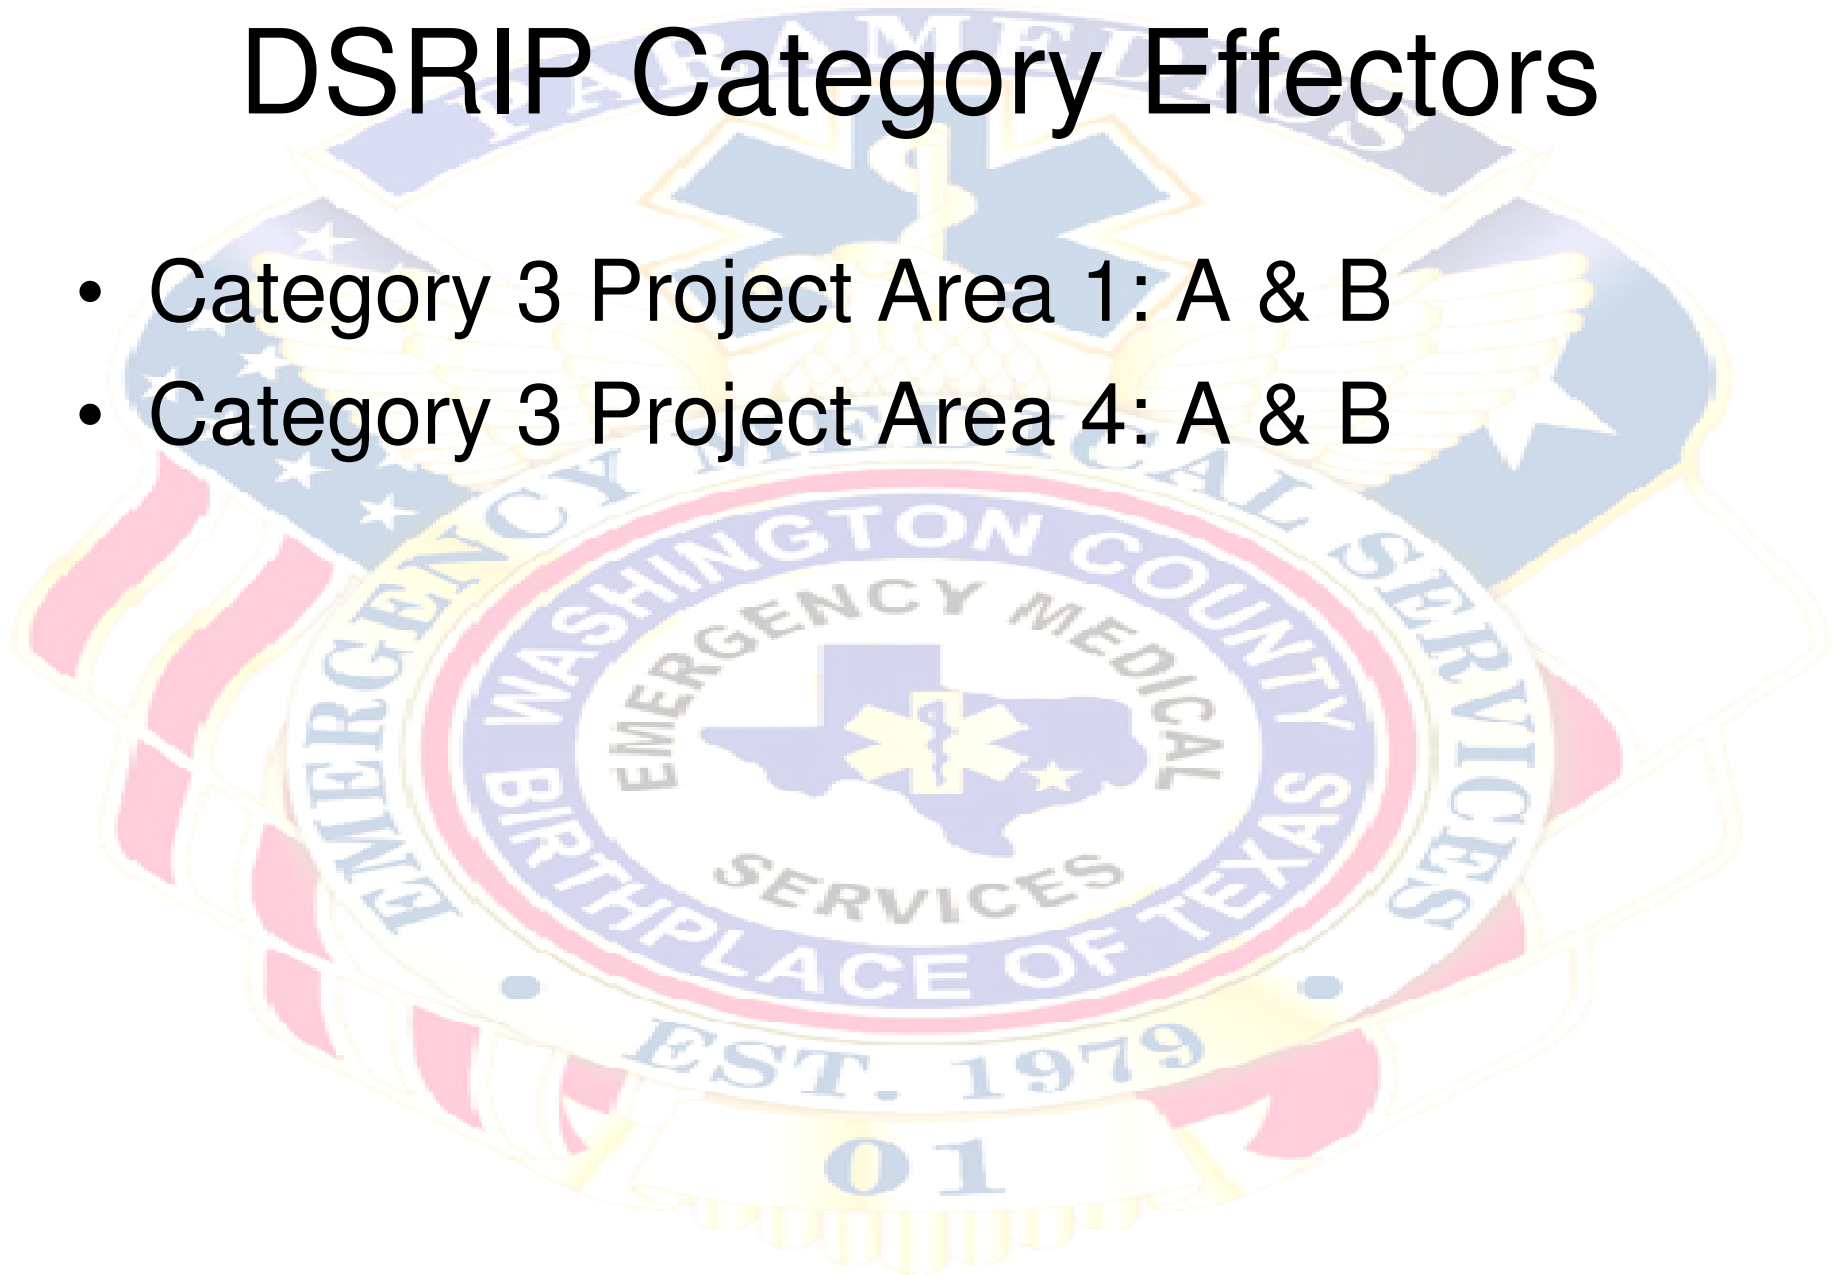 DSRIP Category Effectors
• Category 3 Project Area 1: A & B
• Category 3 Project Area 4: A & B
PARAMEDICS
EMERGENCY MEDICAL SERVICES
WASHINGTON COUNTY
EMERGENCY MEDICAL
SERVICES
BIRTHPLACE OF TEXAS
EST. 1979
01